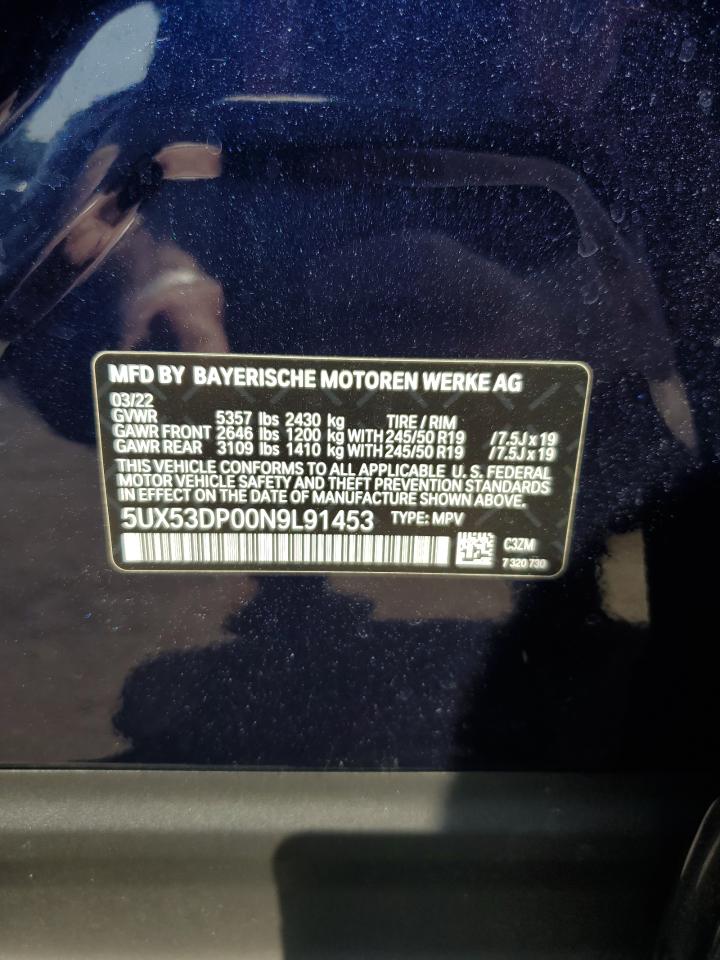 MFD BY BAYERISCHE MOTOREN WERKE AG
03/22
GVWR 5357 lbs 2430 kg TIRE / RIM
GAWR FRONT 2646 lbs 1200 kg WITH 245/50 R19 /7.5J x 19
GAWR REAR 3109 lbs 1410 kg WITH 245/50 R19 /7.5J x 19
THIS VEHICLE CONFORMS TO ALL APPLICABLE U. S. FEDERAL
MOTOR VEHICLE SAFETY AND THEFT PREVENTION STANDARDS
IN EFFECT ON THE DATE OF MANUFACTURE SHOWN ABOVE.
5UX53DP00N9L91453 TYPE: MPV
C3ZM
7 320 730